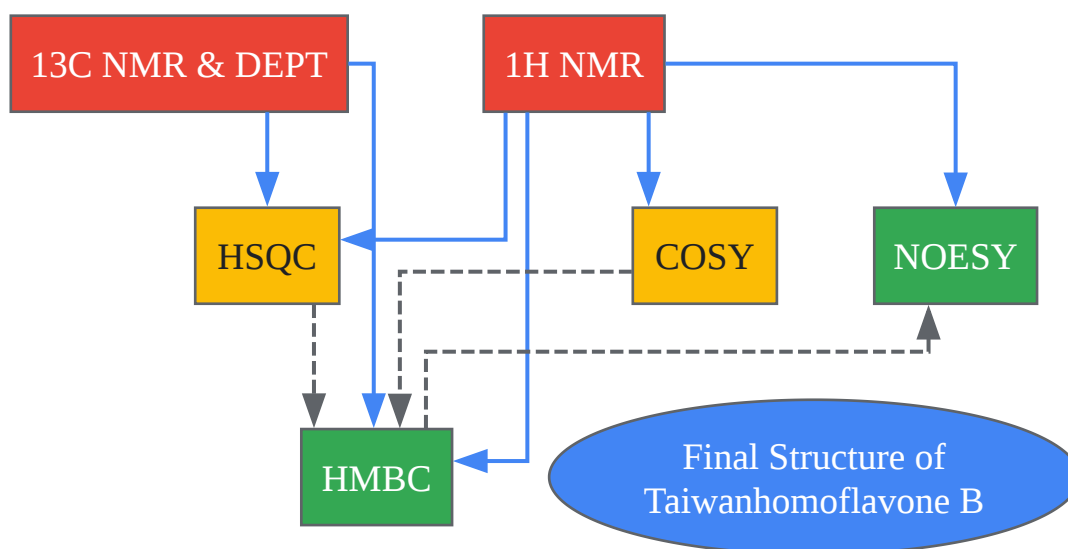 13C NMR & DEPT
1H NMR
HSQC
COSY
NOESY
HMBC
Final Structure of
Taiwanhomoflavone B